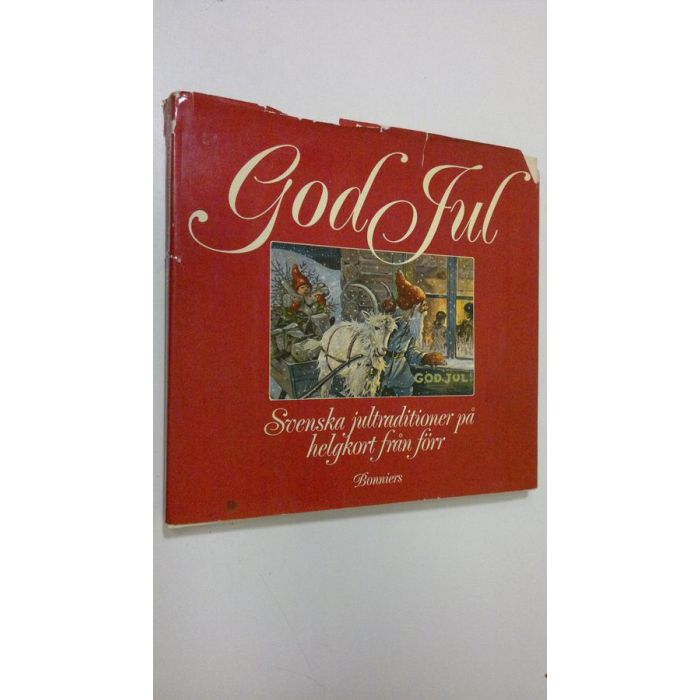 God Jul
GOD JUL!
Svenska jultraditioner på
helgkort från förr
Bonniers